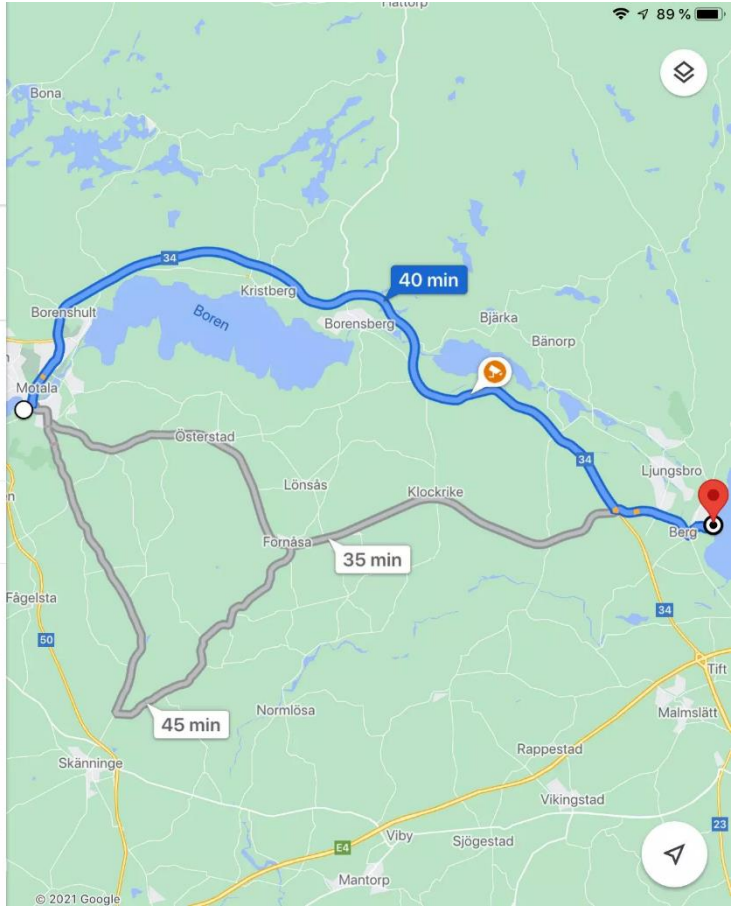 89 %
Bona
34
40 min
Kristberg
Borenshult
Boren
Borensberg
Bjärka
Bänorp
Motala
Österstad
34
Ljungsbro
Lönsås
Klockrike
Fornåsa
Berg
35 min
Fågelsta
34
50
Tift
Normlösa
Malmslätt
45 min
Rappestad
Skänninge
Vikingstad
23
Viby
Sjögestad
E4
Mantorp
© 2021 Google